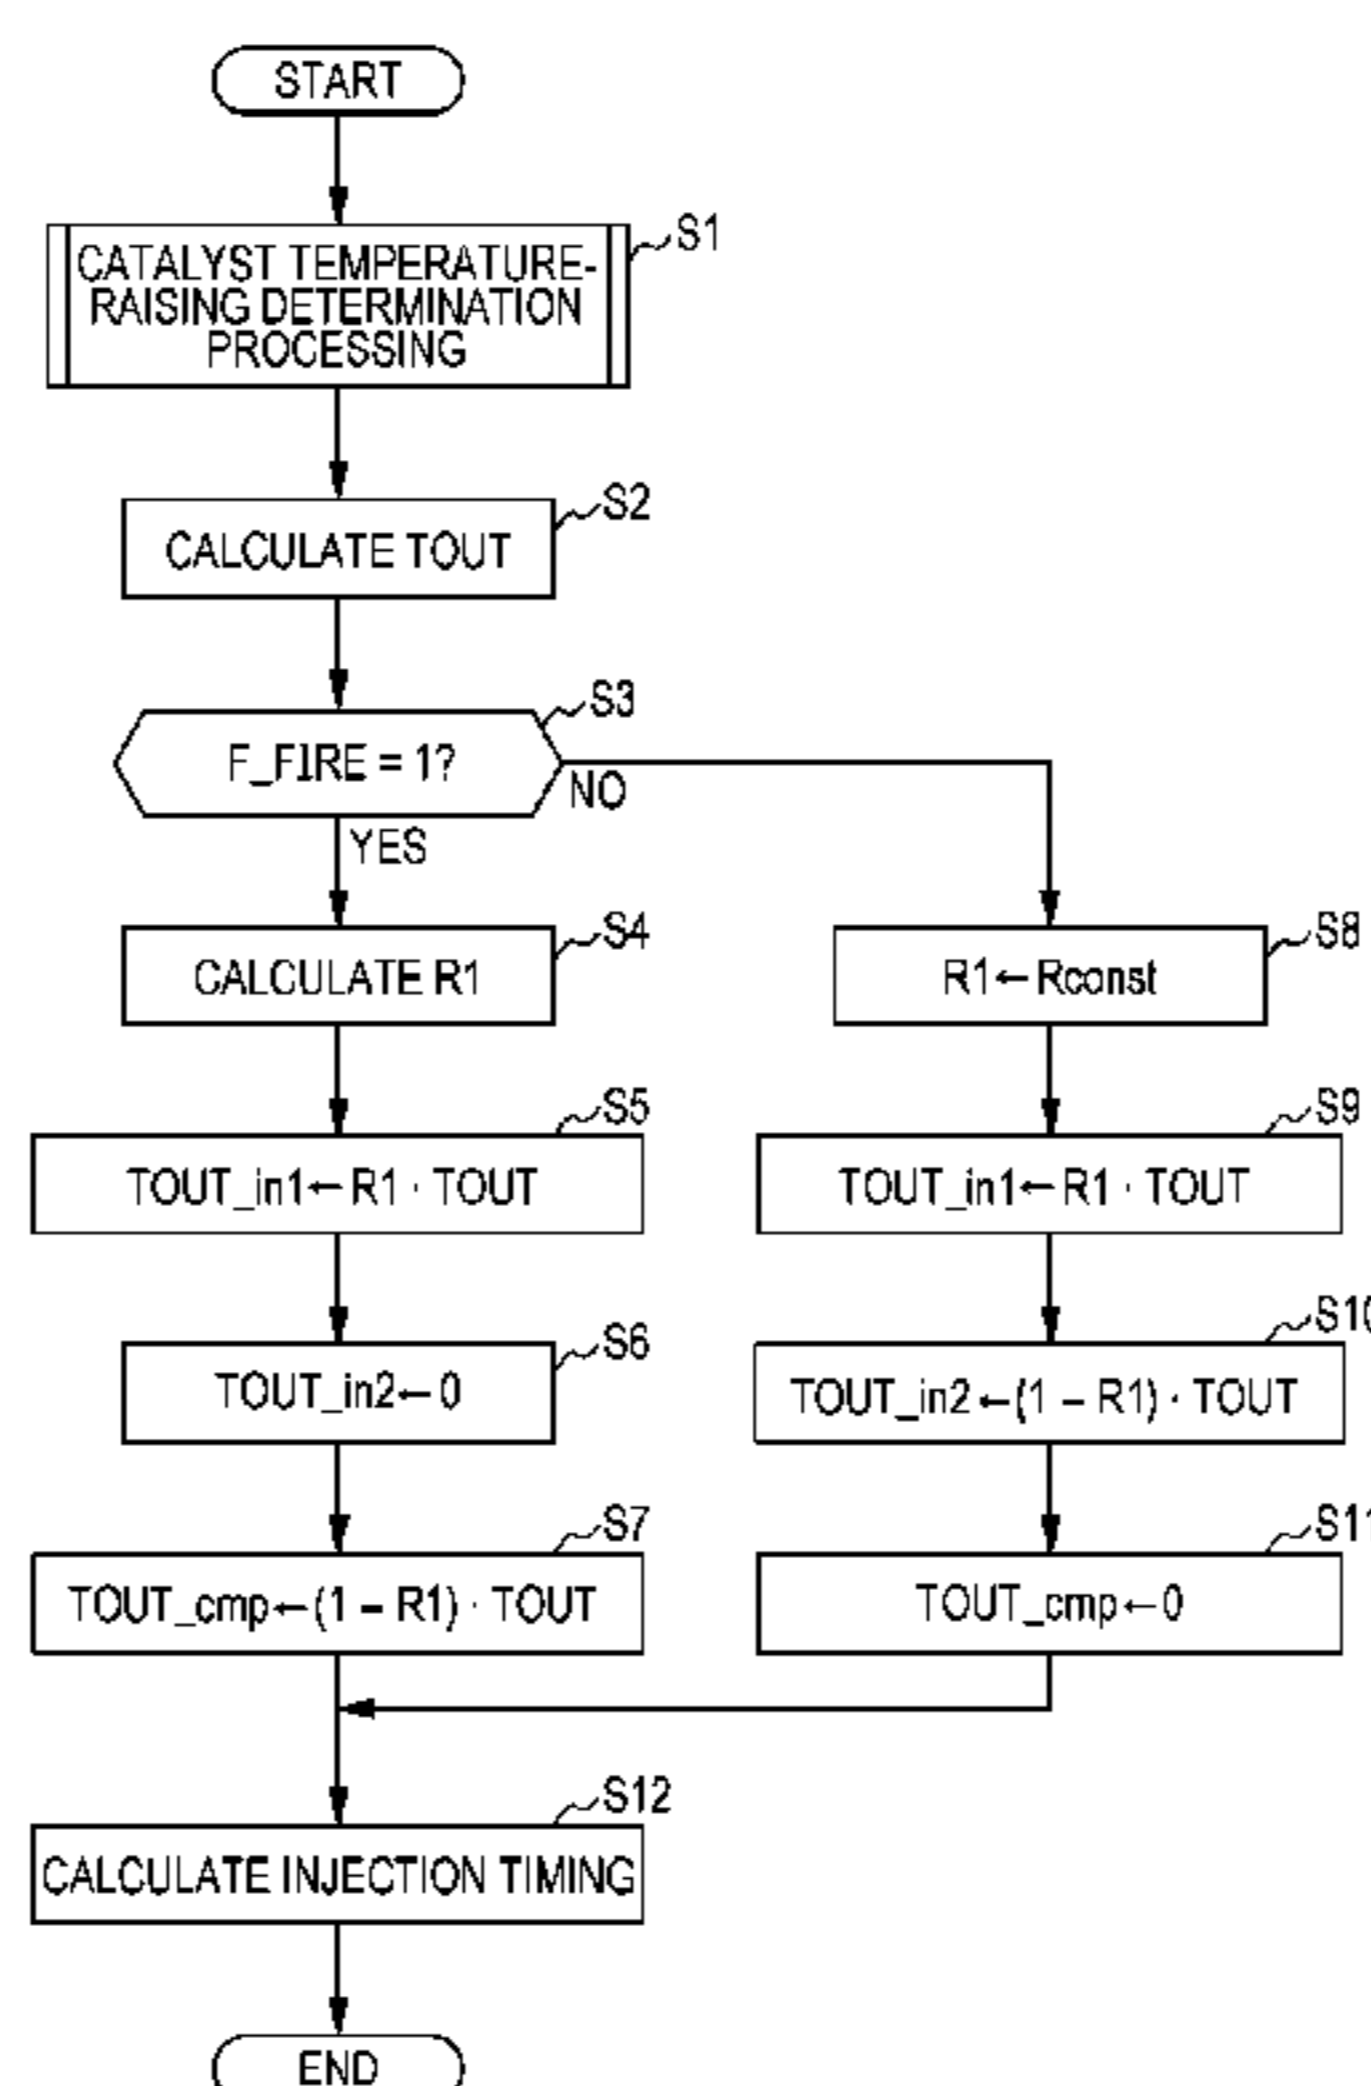 START
S1
CATALYST TEMPERATURE-
RAISING DETERMINATION
PROCESSING
S2
CALCULATE TOUT
S3
F_FIRE = 1?
NO
YES
S4
CALCULATE R1
S8
R1←Rconst
S5
TOUT_in1←R1 · TOUT
S9
TOUT_in1←R1 · TOUT
S6
TOUT_in2←0
S10
TOUT_in2←(1 – R1) · TOUT
S7
TOUT_cmp←(1 – R1) · TOUT
S11
TOUT_cmp←0
S12
CALCULATE INJECTION TIMING
END